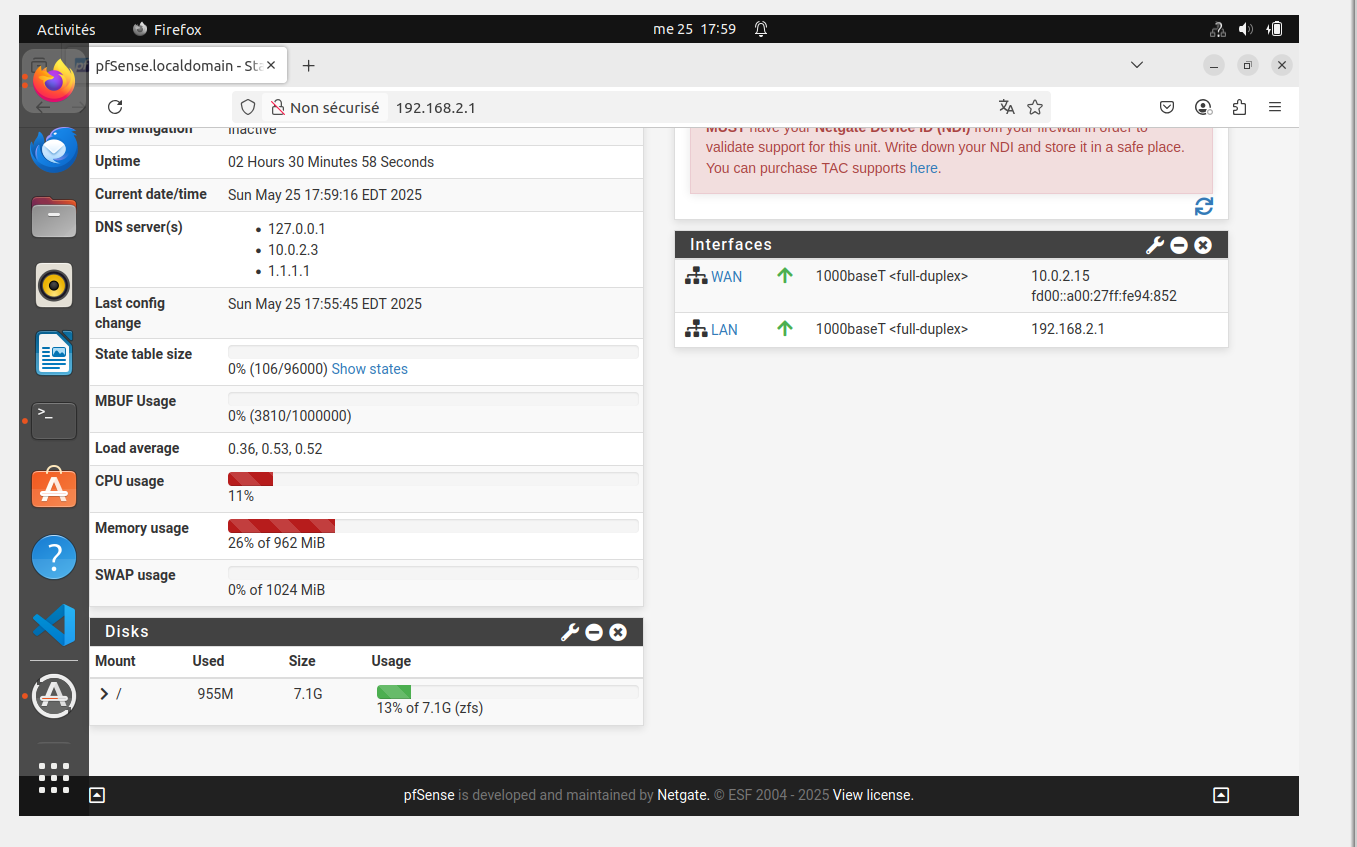 Activités
Firefox
me 25 17:59
pfSense.localdomain - Sta
Non sécurisé
192.168.2.1
MDS Mitigation
Inactive
Uptime
02 Hours 30 Minutes 58 Seconds
Current date/time
Sun May 25 17:59:16 EDT 2025
DNS server(s)
127.0.0.1
10.0.2.3
1.1.1.1
Last config
change
Sun May 25 17:55:45 EDT 2025
State table size
0% (106/96000) Show states
MBUF Usage
0% (3810/1000000)
Load average
0.36, 0.53, 0.52
CPU usage
11%
Memory usage
26% of 962 MiB
SWAP usage
0% of 1024 MiB
Disks
Mount Used Size Usage
/ 955M 7.1G
13% of 7.1G (zfs)
MUST have your Netgate Device ID (NDI) from your firewall in order to
validate support for this unit. Write down your NDI and store it in a safe place.
You can purchase TAC supports here.
Interfaces
WAN 1000baseT <full-duplex> 10.0.2.15
fd00::a00:27ff:fe94:852
LAN 1000baseT <full-duplex> 192.168.2.1
pfSense is developed and maintained by Netgate. © ESF 2004 - 2025 View license.